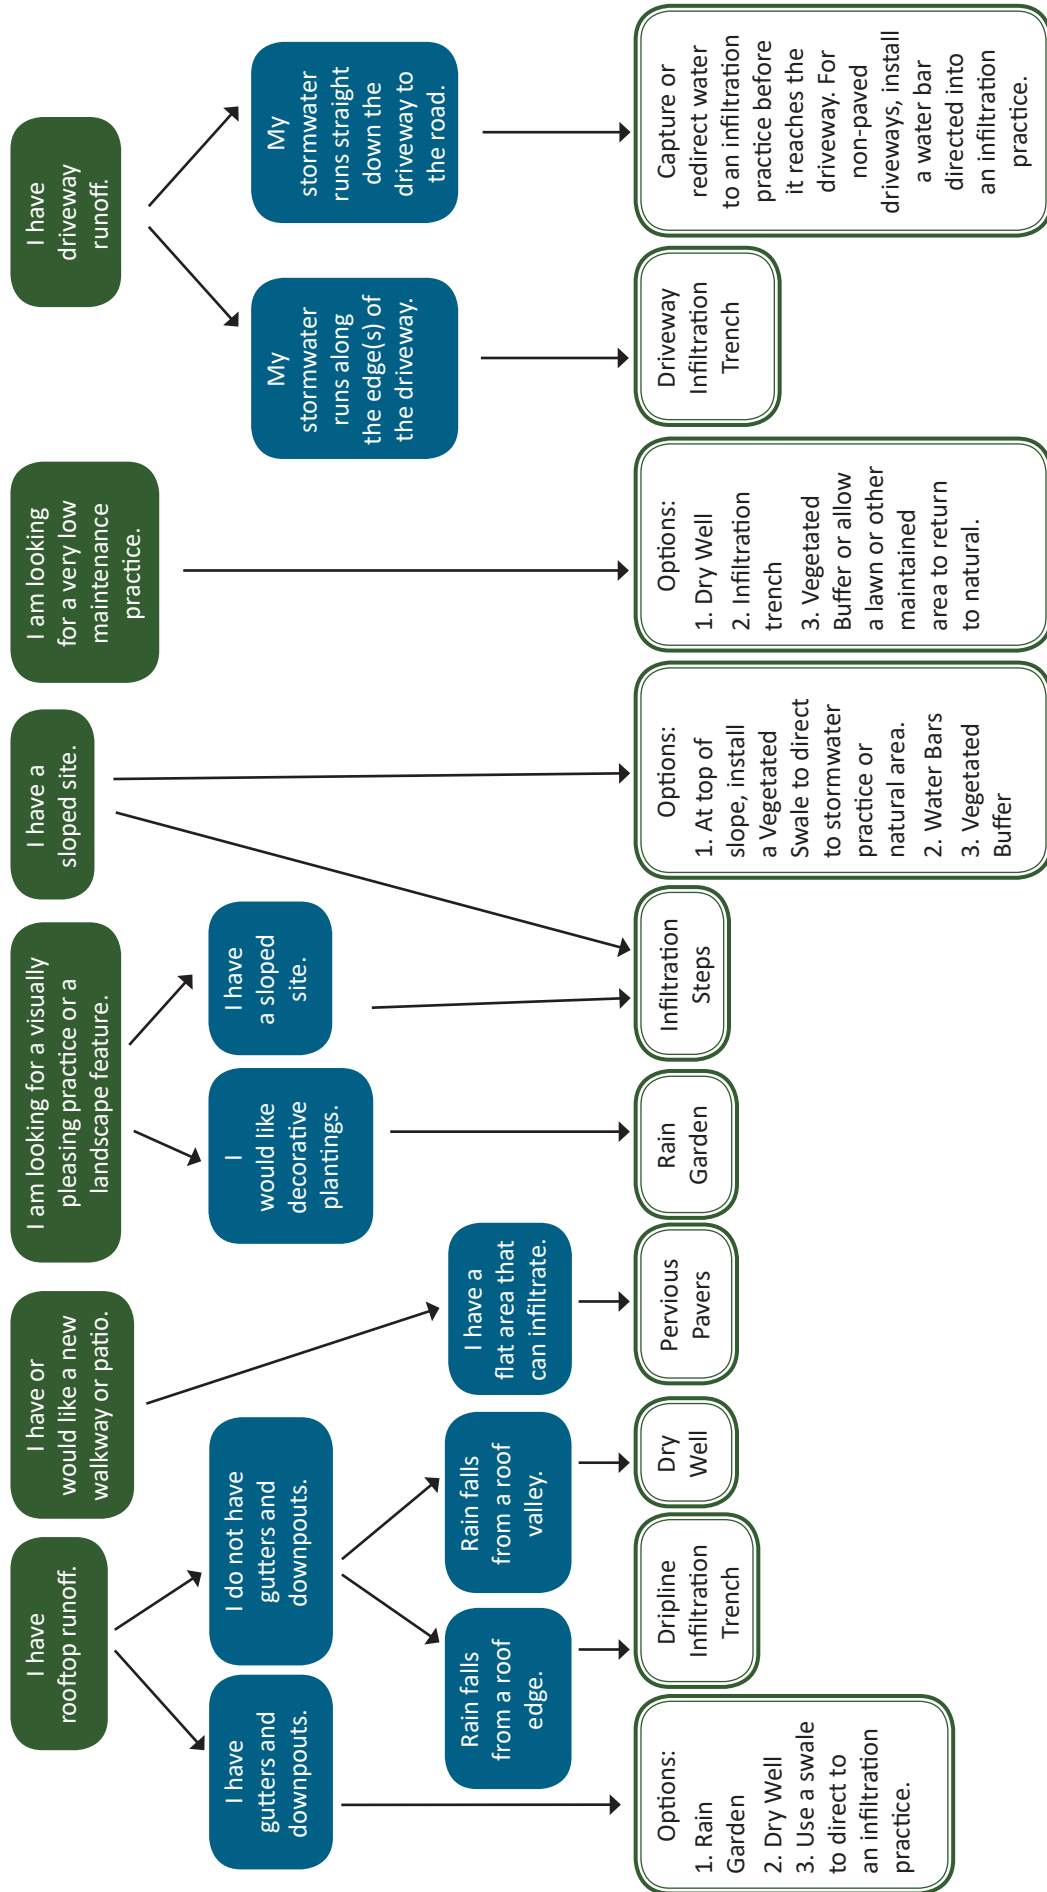 I have
rooftop runoff.
I have or
would like a new
walkway or patio.
I am looking for a visually
pleasing practice or a
landscape feature.
I have a
sloped site.
I am looking
for a very low
maintenance
practice.
I have
driveway
runoff.
I have
gutters and
downpouts.
I do not have
gutters and
downpouts.
I
would like
decorative
plantings.
I have
a sloped
site.
My
stormwater
runs along
the edge(s) of
the driveway.
My
stormwater
runs straight
down the
driveway to
the road.
Rain falls
from a roof
edge.
Rain falls
from a roof
valley.
I have a
flat area that
can infiltrate.
Options:
1. Rain
Garden
2. Dry Well
3. Use a swale
to direct to
an infiltration
practice.
Dripline
Infiltration
Trench
Dry
Well
Pervious
Pavers
Rain
Garden
Infiltration
Steps
Options:
1. At top of
slope, install
a Vegetated
Swale to direct
to stormwater
practice or
natural area.
2. Water Bars
3. Vegetated
Buffer
Options:
1. Dry Well
2. Infiltration
trench
3. Vegetated
Buffer or allow
a lawn or other
maintained
area to return
to natural.
Driveway
Infiltration
Trench
Capture or
redirect water
to an infiltration
practice before
it reaches the
driveway. For
non-paved
driveways, install
a water bar
directed into
an infiltration
practice.